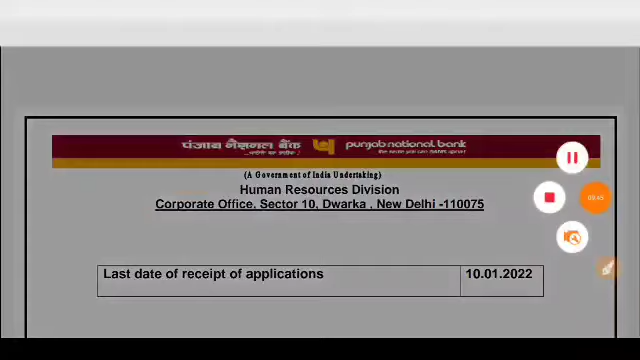 पंजाब नैशनल बैंक punjab national bank
(A Government of India Undertaking)
Human Resources Division
Corporate Office, Sector 10, Dwarka , New Delhi -110075
Last date of receipt of applications 10.01.2022